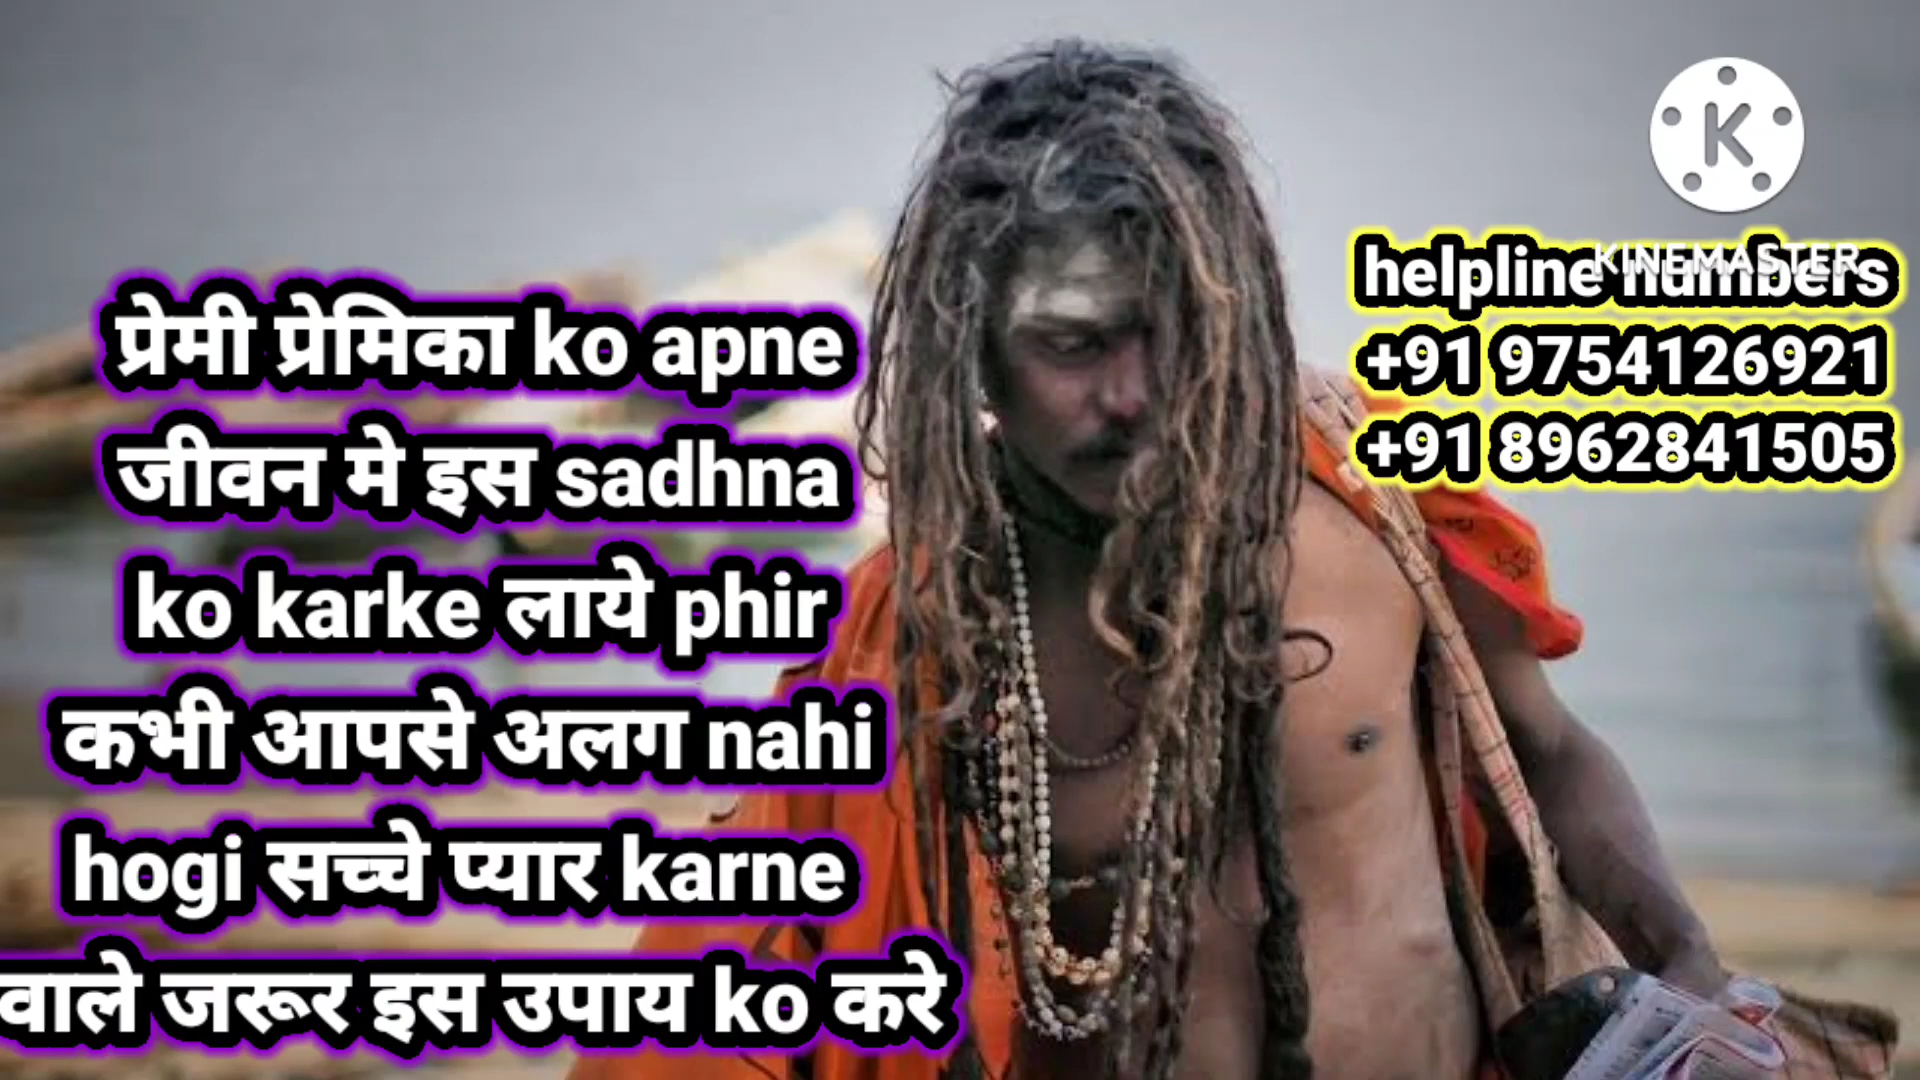 प्रेमी प्रेमिका ko apne
जीवन मे इस sadhna
ko karke लाये phir
कभी आपसे अलग nahi
hogi सच्चे प्यार karne
वाले जरूर इस उपाय ko करे
K
KINEMASTER
helpline numbers
+91 9754126921
+91 8962841505